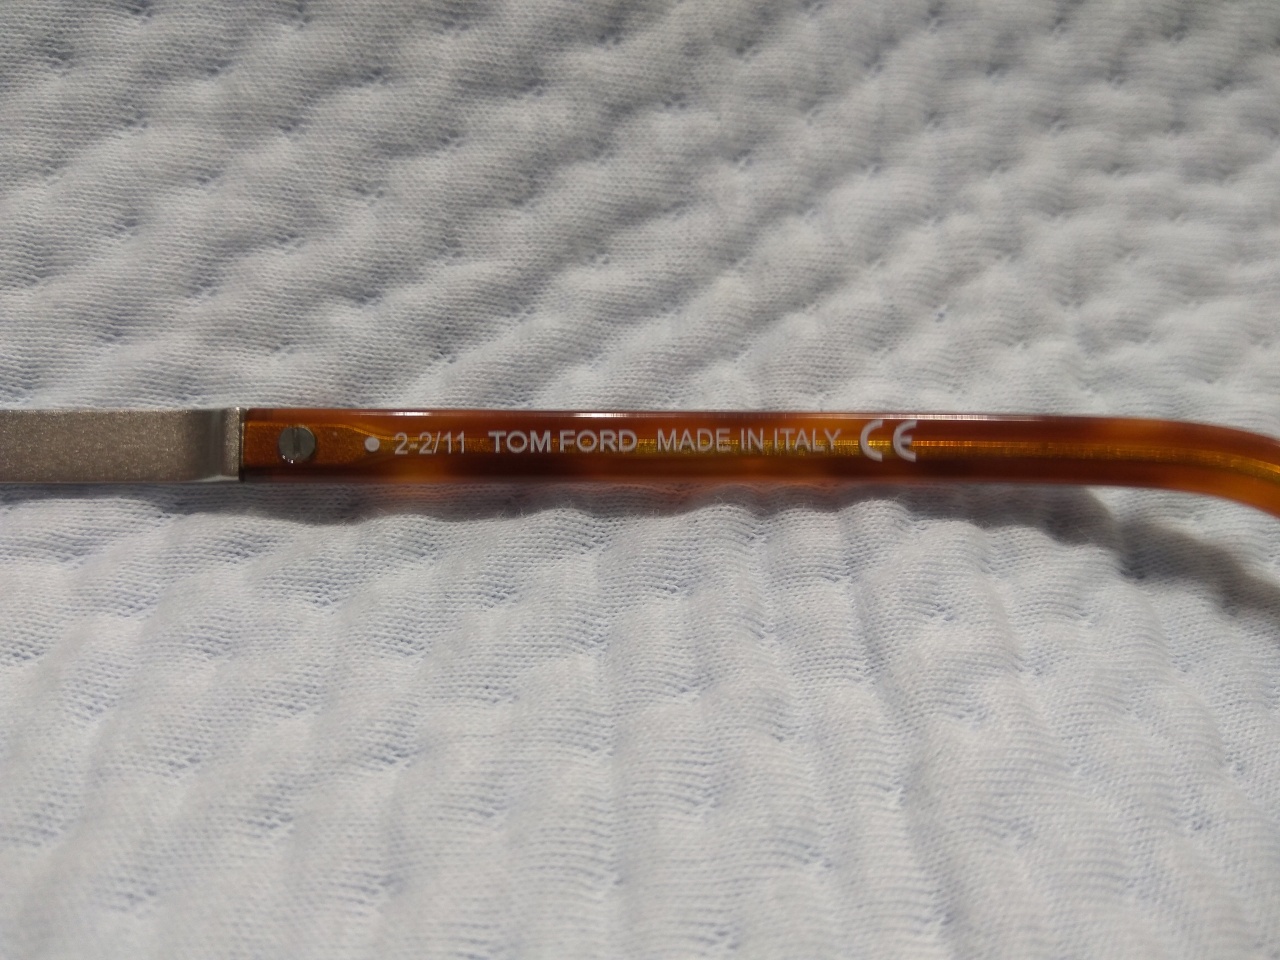 ● 2-2/11 TOM FORD MADE IN ITALY CE